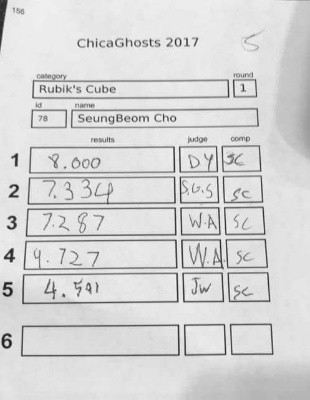 156
ChicaGhosts 2017
5
category round
Rubik's Cube 1
id name
78 SeungBeom Cho
results judge comp
1 8.000 DY SC
2 7.334 S.G.S SC
3 7.287 W.A SC
4 9.727 W.A. SC
5 4.591 JW SC
6